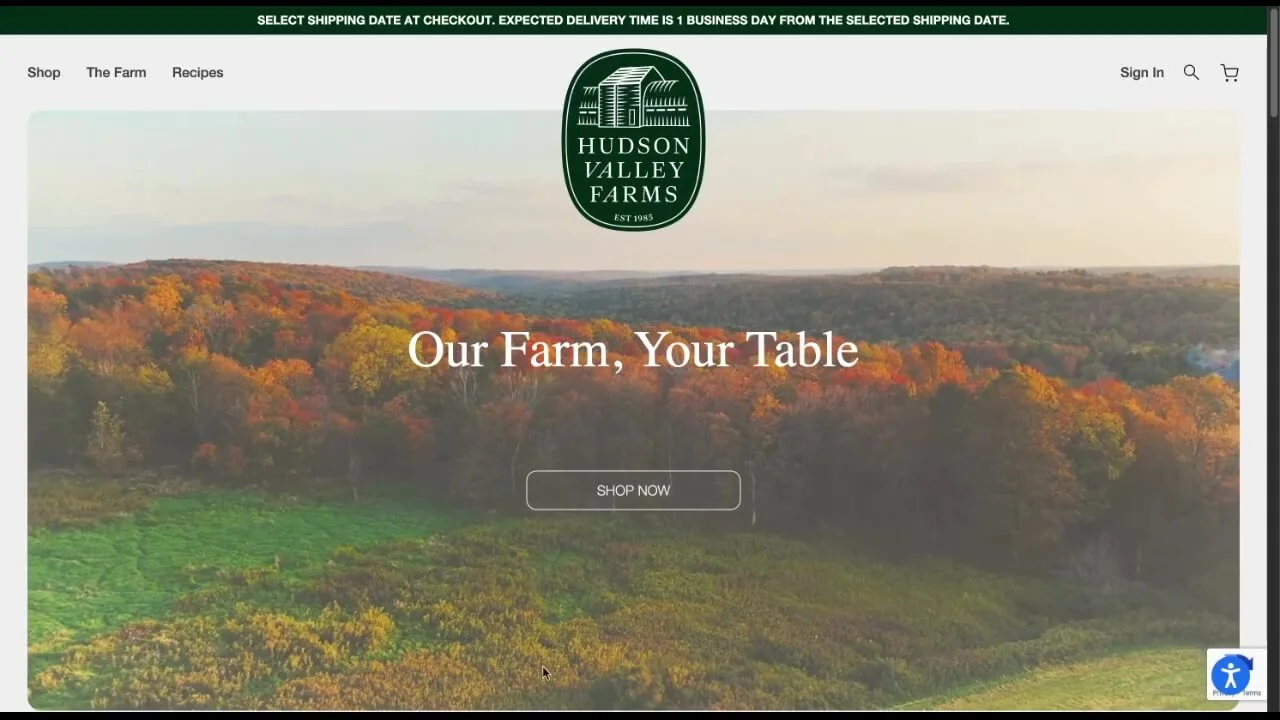 SELECT SHIPPING DATE AT CHECKOUT. EXPECTED DELIVERY TIME IS 1 BUSINESS DAY FROM THE SELECTED SHIPPING DATE.
Shop The Farm Recipes
Sign In
HUDSON
VALLEY
FARMS
EST 1985
Our Farm, Your Table
SHOP NOW
Terms